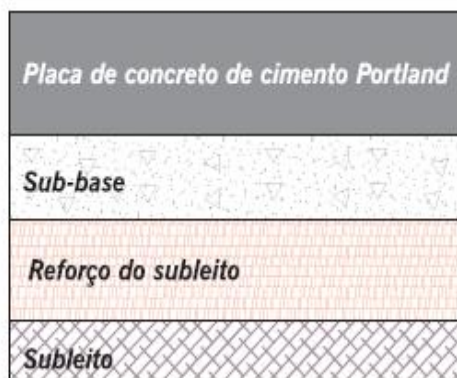 Placa de concreto de cimento Portland
Sub-base
Reforço do subleito
Subleito